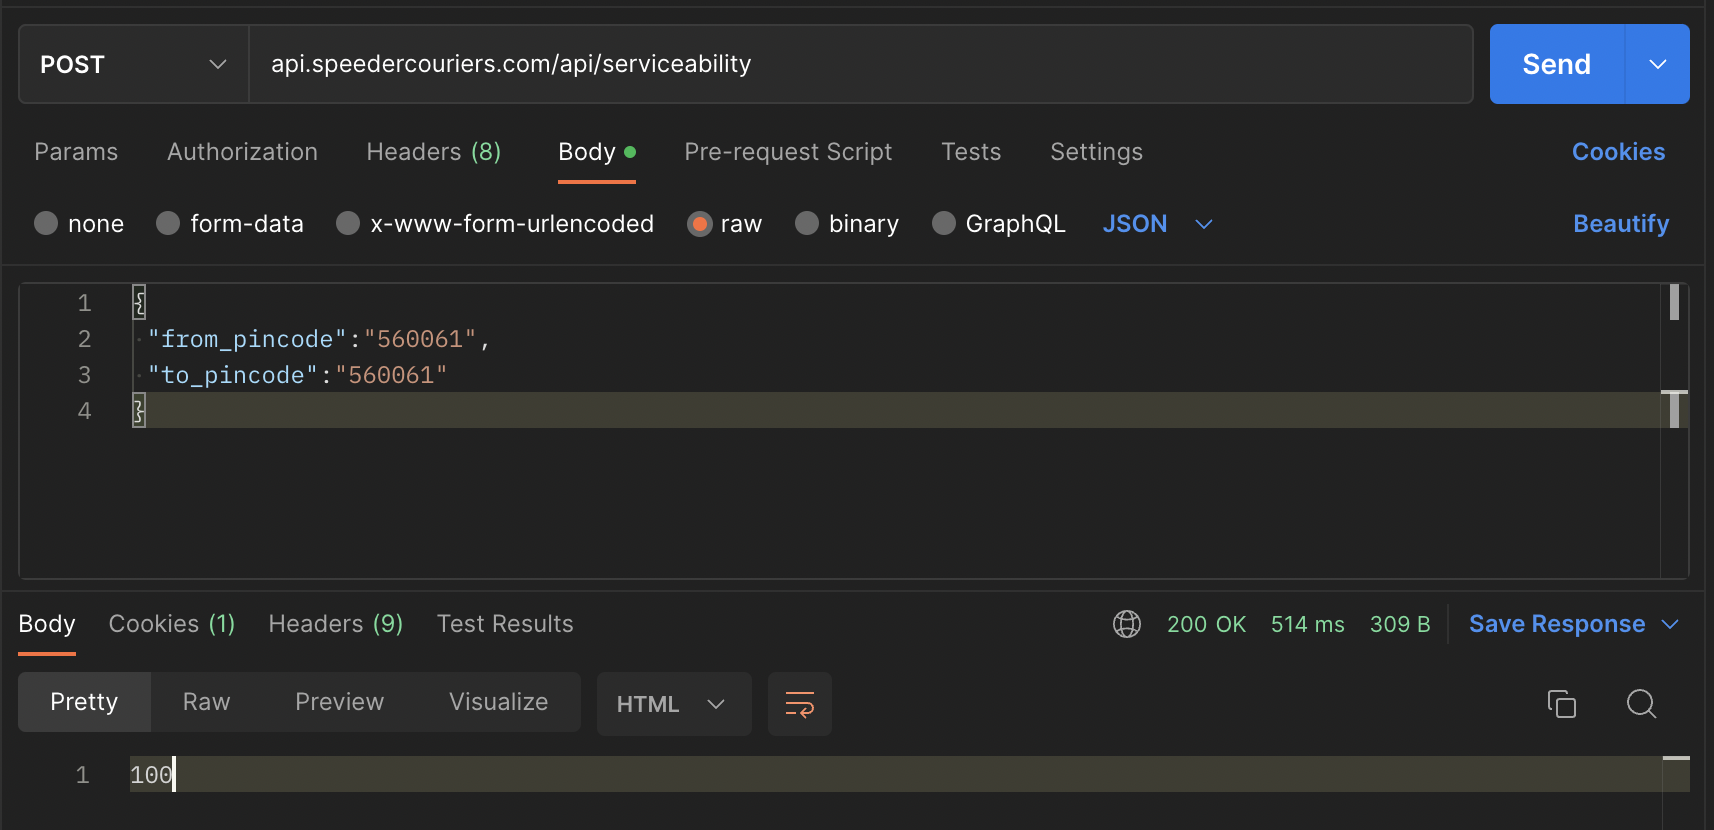 POST api.speedercouriers.com/api/serviceability Send
Params Authorization Headers (8) Body Pre-request Script Tests Settings Cookies
none form-data x-www-form-urlencoded raw binary GraphQL JSON Beautify
1 {
2 "from_pincode":"560061",
3 "to_pincode":"560061"
4 }
Body Cookies (1) Headers (9) Test Results 200 OK 514 ms 309 B Save Response
Pretty Raw Preview Visualize HTML
1 100